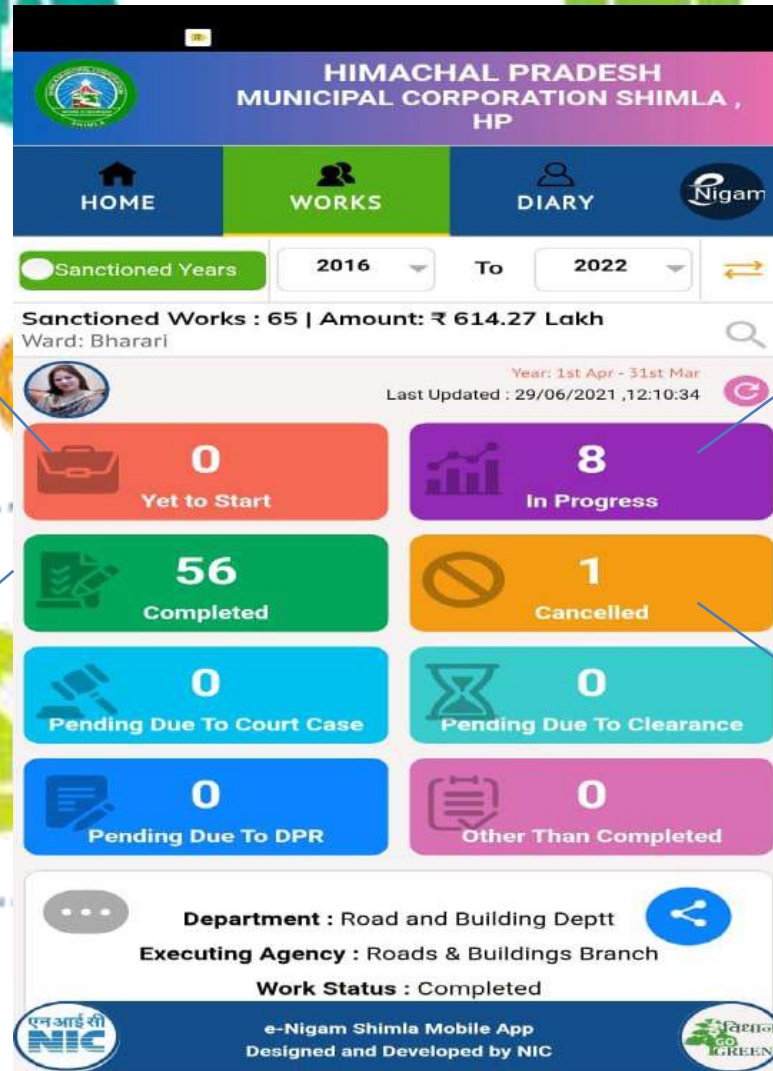 HIMACHAL PRADESH
MUNICIPAL CORPORATION SHIMLA ,
HP
SHIMLA
HOME
WORKS
DIARY
eNigam
Sanctioned Years
2016
To
2022
Sanctioned Works : 65 | Amount: ₹ 614.27 Lakh
Ward: Bharari
Year: 1st Apr - 31st Mar
Last Updated : 29/06/2021 ,12:10:34
0
Yet to Start
8
In Progress
56
Completed
1
Cancelled
0
Pending Due To Court Case
0
Pending Due To Clearance
0
Pending Due To DPR
0
Other Than Completed
Department : Road and Building Deptt
Executing Agency : Roads & Buildings Branch
Work Status : Completed
एन आई सी
NIC
e-Nigam Shimla Mobile App
Designed and Developed by NIC
GO
GREEN